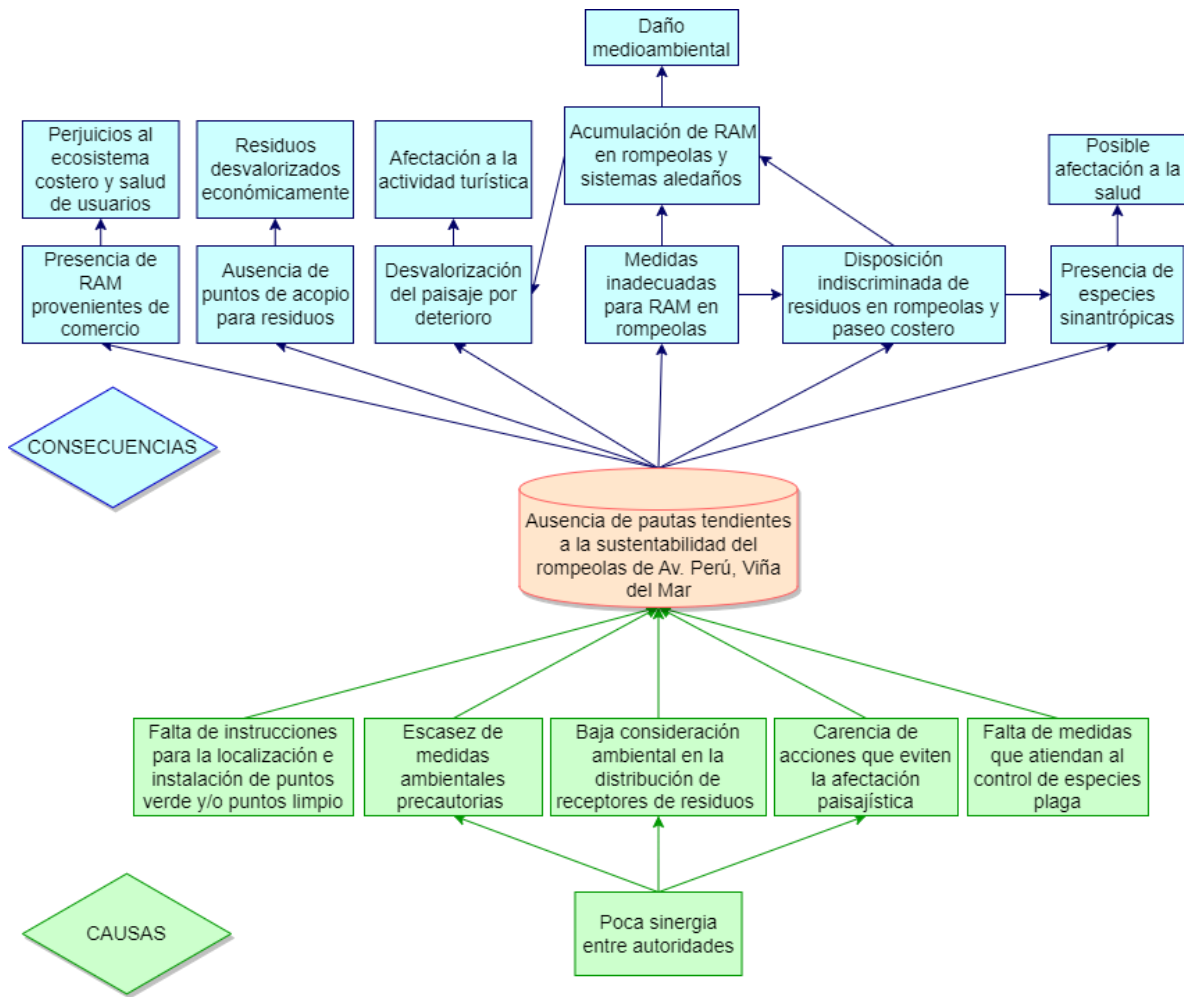 Daño
medioambiental
Perjuicios al
ecosistema
costero y salud
de usuarios
Residuos
desvalorizados
económicamente
Afectación a la
actividad turística
Acumulación de RAM
en rompeolas y
sistemas aledaños
Posible
afectación a la
salud
Presencia de
RAM
provenientes de
comercio
Ausencia de
puntos de acopio
para residuos
Desvalorización
del paisaje por
deterioro
Medidas
inadecuadas
para RAM en
rompeolas
Disposición
indiscriminada de
residuos en rompeolas y
paseo costero
Presencia de
especies
sinantrópicas
CONSECUENCIAS
Ausencia de pautas tendientes
a la sustentabilidad del
rompeolas de Av. Perú, Viña
del Mar
Falta de instrucciones
para la localización e
instalación de puntos
verde y/o puntos limpio
Escasez de
medidas
ambientales
precautorias
Baja consideración
ambiental en la
distribución de
receptores de residuos
Carencia de
acciones que eviten
la afectación
paisajística
Falta de medidas
que atiendan al
control de especies
plaga
CAUSAS
Poca sinergia
entre autoridades